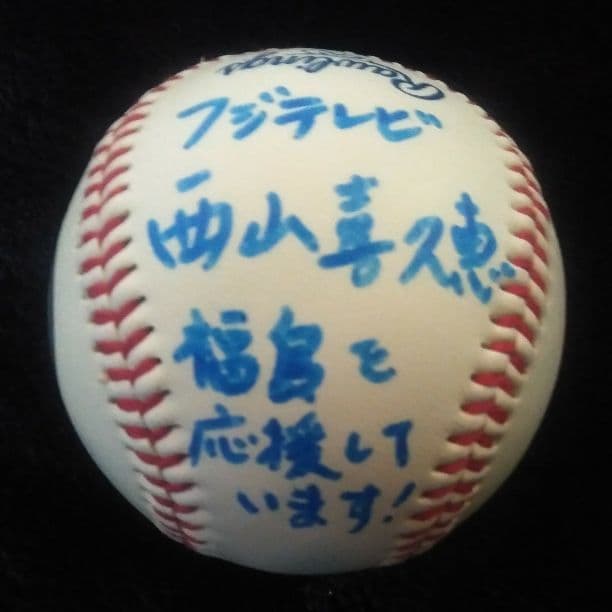 Rawlings
フジテレビ
西山喜久恵
福島を
応援して
います!